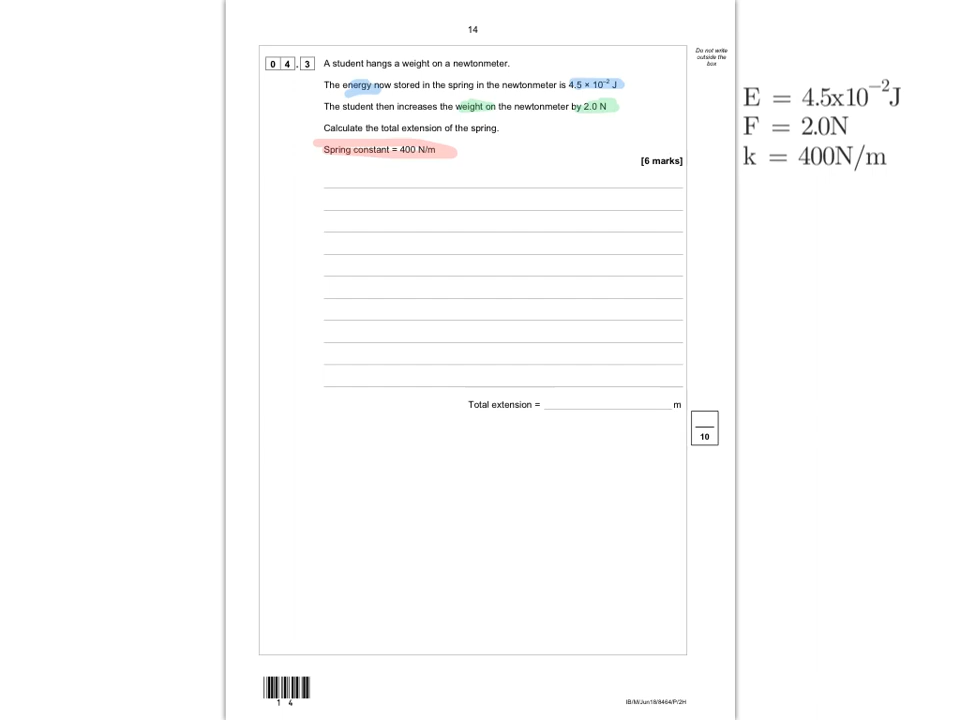 14
Do not write
outside the
box
0 4 . 3 A student hangs a weight on a newtonmeter.
The energy now stored in the spring in the newtonmeter is 4.5 × 10⁻² J
The student then increases the weight on the newtonmeter by 2.0 N
Calculate the total extension of the spring.
Spring constant = 400 N/m
[6 marks]
E = 4.5x10⁻²J
F = 2.0N
k = 400N/m
Total extension = ____ m
10
1 4
IB/M/Jun18/8464/P/2H